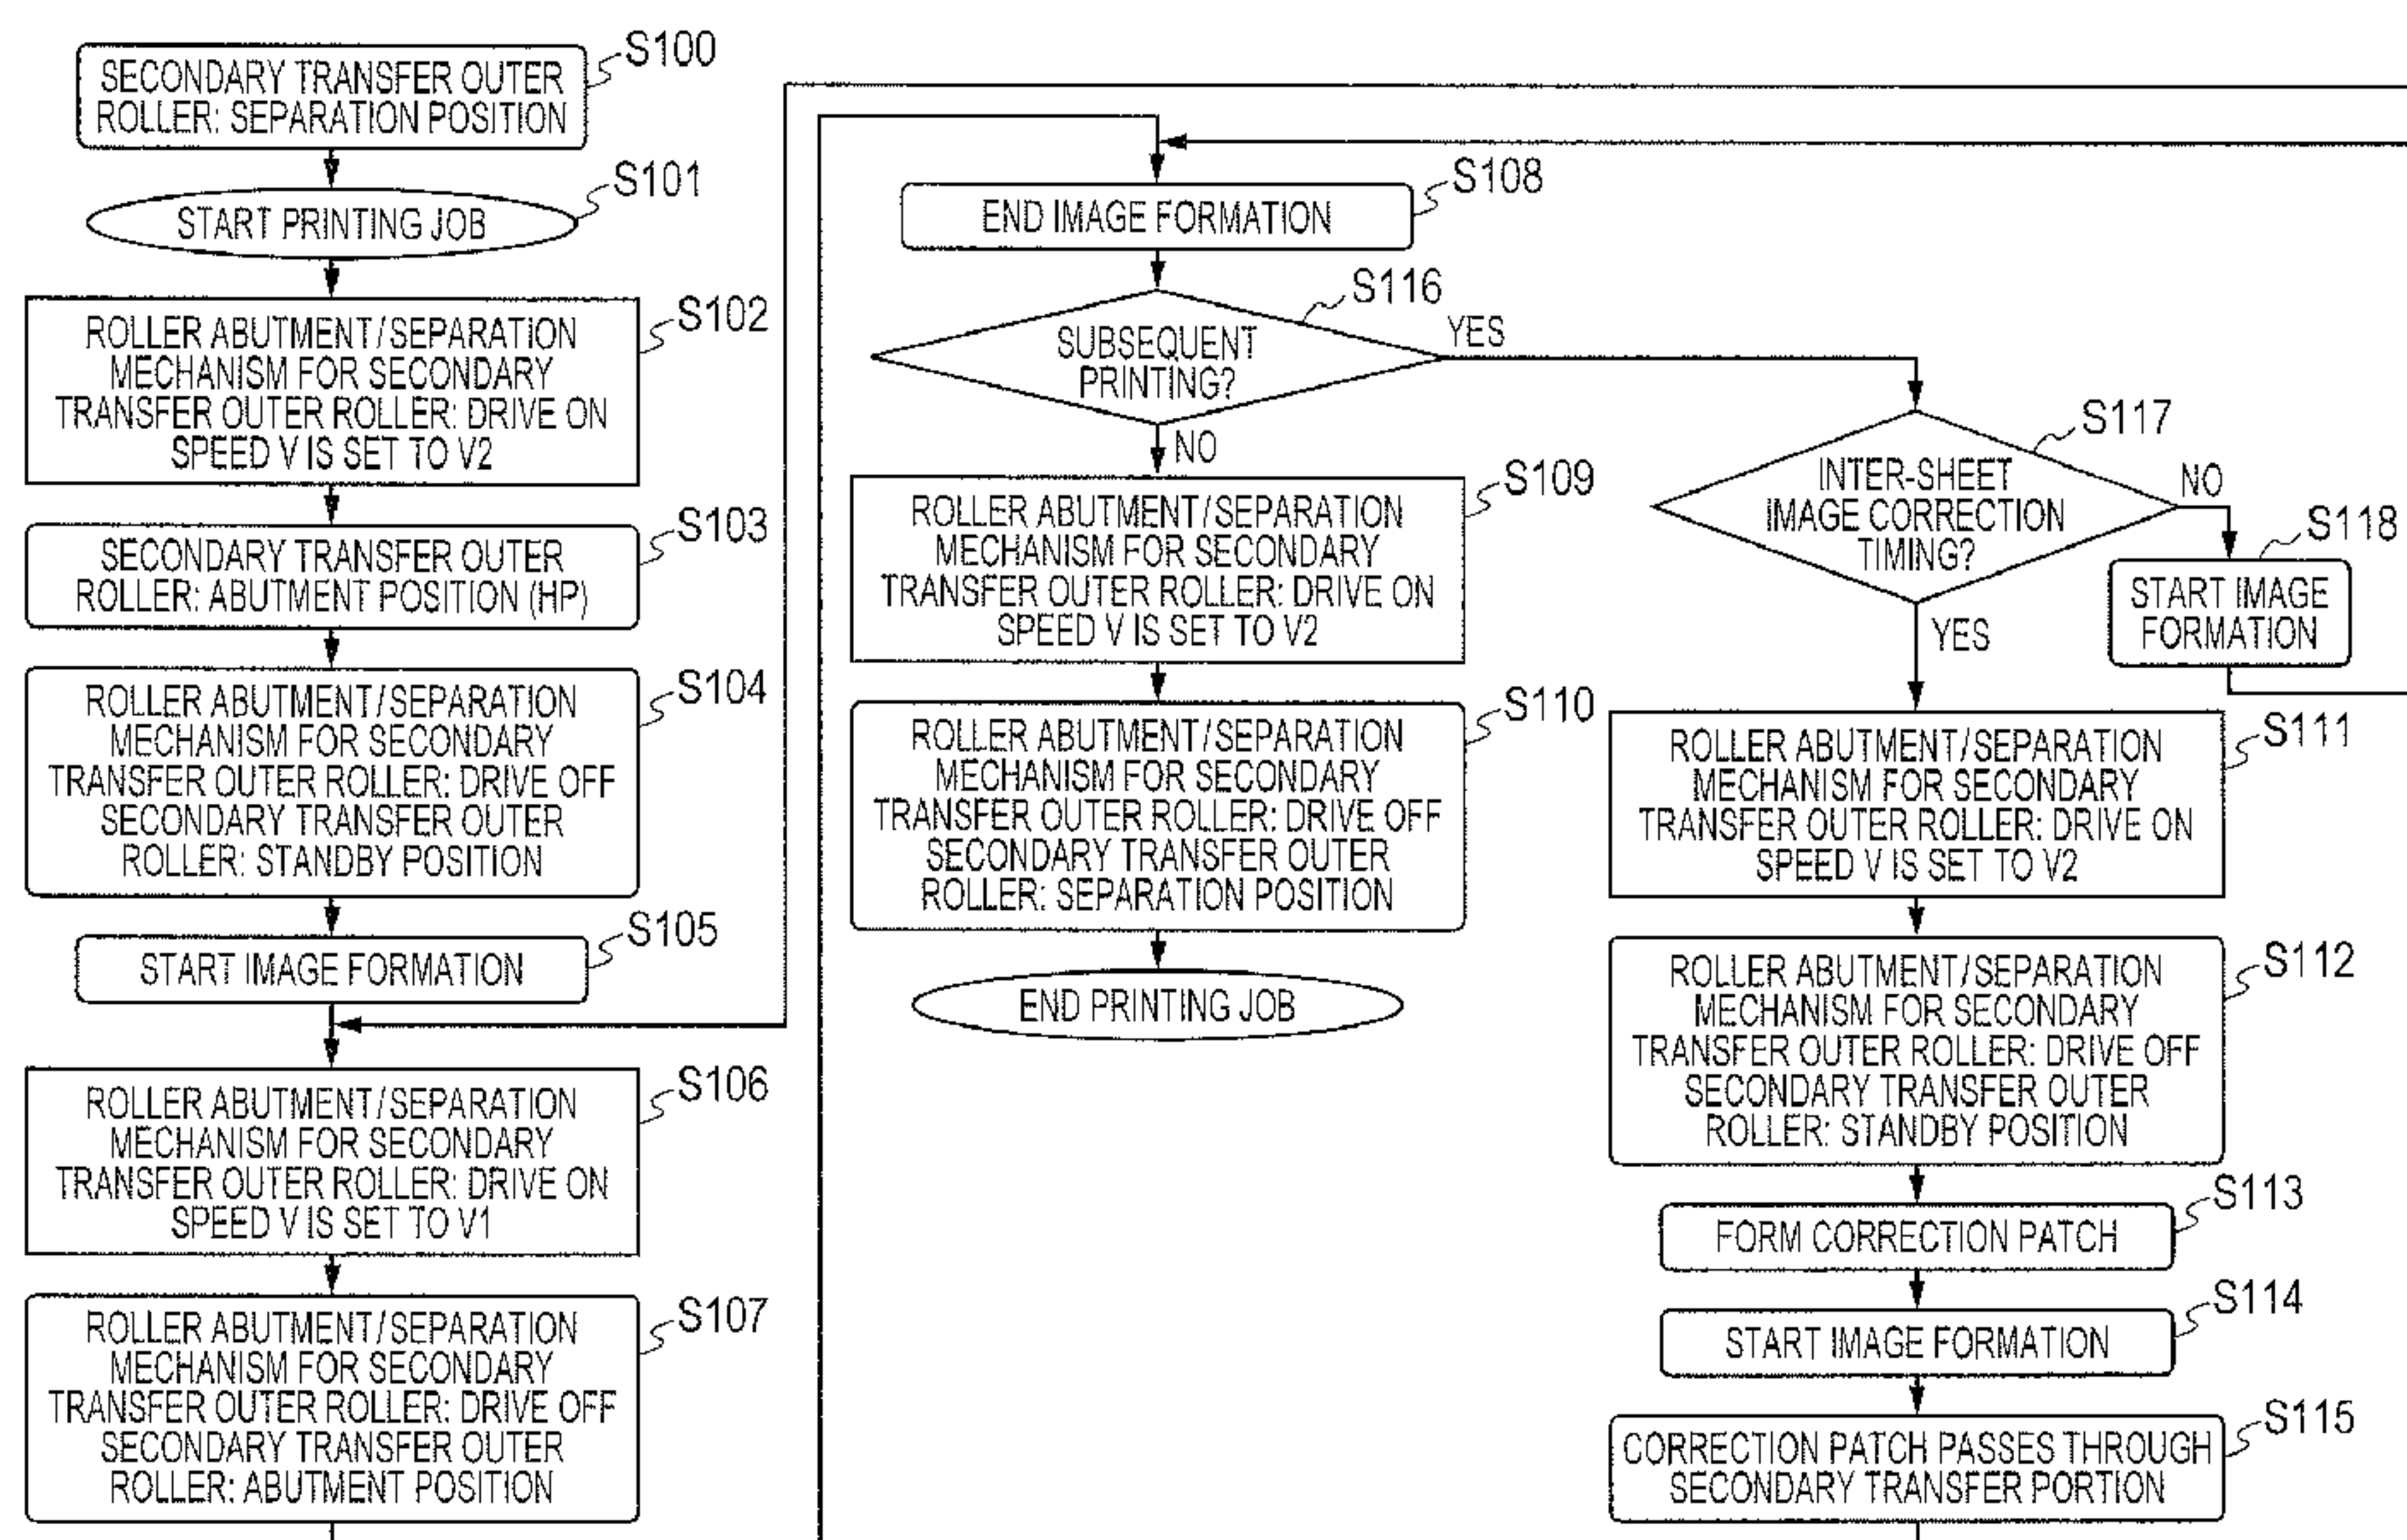 S100
SECONDARY TRANSFER OUTER
ROLLER: SEPARATION POSITION
S101
START PRINTING JOB
S102
ROLLER ABUTMENT/SEPARATION
MECHANISM FOR SECONDARY
TRANSFER OUTER ROLLER: DRIVE ON
SPEED V IS SET TO V2
S103
SECONDARY TRANSFER OUTER
ROLLER: ABUTMENT POSITION (HP)
S104
ROLLER ABUTMENT/SEPARATION
MECHANISM FOR SECONDARY
TRANSFER OUTER ROLLER: DRIVE OFF
SECONDARY TRANSFER OUTER
ROLLER: STANDBY POSITION
S105
START IMAGE FORMATION
S106
ROLLER ABUTMENT/SEPARATION
MECHANISM FOR SECONDARY
TRANSFER OUTER ROLLER: DRIVE ON
SPEED V IS SET TO V1
S107
ROLLER ABUTMENT/SEPARATION
MECHANISM FOR SECONDARY
TRANSFER OUTER ROLLER: DRIVE OFF
SECONDARY TRANSFER OUTER
ROLLER: ABUTMENT POSITION
S108
END IMAGE FORMATION
S116
SUBSEQUENT
PRINTING?
YES
NO
S109
ROLLER ABUTMENT/SEPARATION
MECHANISM FOR SECONDARY
TRANSFER OUTER ROLLER: DRIVE ON
SPEED V IS SET TO V2
S110
ROLLER ABUTMENT/SEPARATION
MECHANISM FOR SECONDARY
TRANSFER OUTER ROLLER: DRIVE OFF
SECONDARY TRANSFER OUTER
ROLLER: SEPARATION POSITION
END PRINTING JOB
S117
INTER-SHEET
IMAGE CORRECTION
TIMING?
NO
S118
START IMAGE
FORMATION
YES
S111
ROLLER ABUTMENT/SEPARATION
MECHANISM FOR SECONDARY
TRANSFER OUTER ROLLER: DRIVE ON
SPEED V IS SET TO V2
S112
ROLLER ABUTMENT/SEPARATION
MECHANISM FOR SECONDARY
TRANSFER OUTER ROLLER: DRIVE OFF
SECONDARY TRANSFER OUTER
ROLLER: STANDBY POSITION
S113
FORM CORRECTION PATCH
S114
START IMAGE FORMATION
S115
CORRECTION PATCH PASSES THROUGH
SECONDARY TRANSFER PORTION